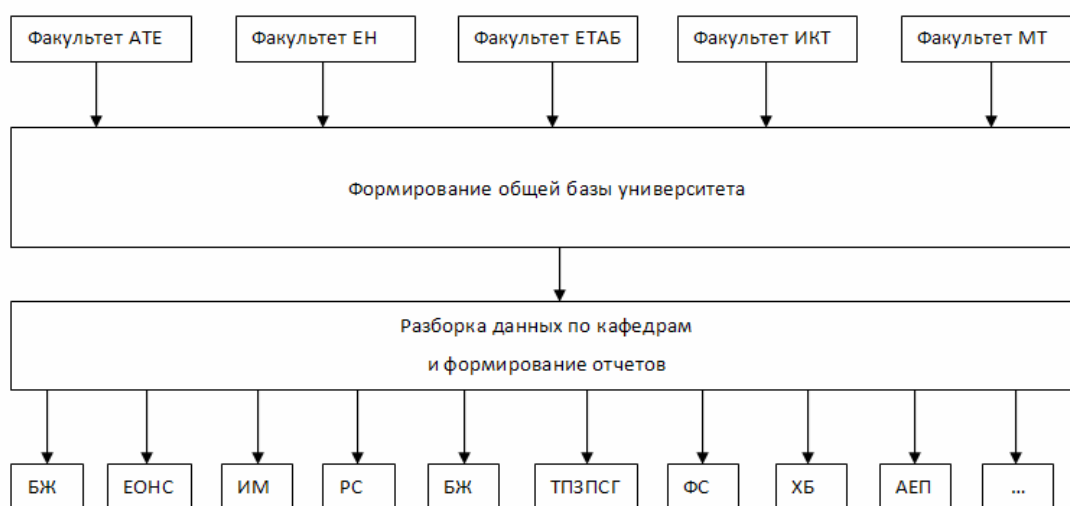 Факультет АТЕ
Факультет ЕН
Факультет ЕТАБ
Факультет ИКТ
Факультет МТ
Формирование общей базы университета
Разборка данных по кафедрам
и формирование отчетов
БЖ
ЕОНС
ИМ
РС
БЖ
ТПЗПСГ
ФС
ХБ
АЕП
...